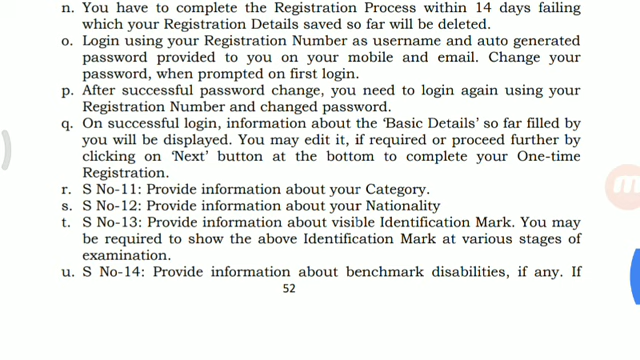 n. You have to complete the Registration Process within 14 days failing
which your Registration Details saved so far will be deleted.
o. Login using your Registration Number as username and auto generated
password provided to you on your mobile and email. Change your
password, when prompted on first login.
p. After successful password change, you need to login again using your
Registration Number and changed password.
q. On successful login, information about the ‘Basic Details’ so far filled by
you will be displayed. You may edit it, if required or proceed further by
clicking on ‘Next’ button at the bottom to complete your One-time
Registration.
r. S No-11: Provide information about your Category.
s. S No-12: Provide information about your Nationality
t. S No-13: Provide information about visible Identification Mark. You may
be required to show the above Identification Mark at various stages of
examination.
u. S No-14: Provide information about benchmark disabilities, if any. If
52